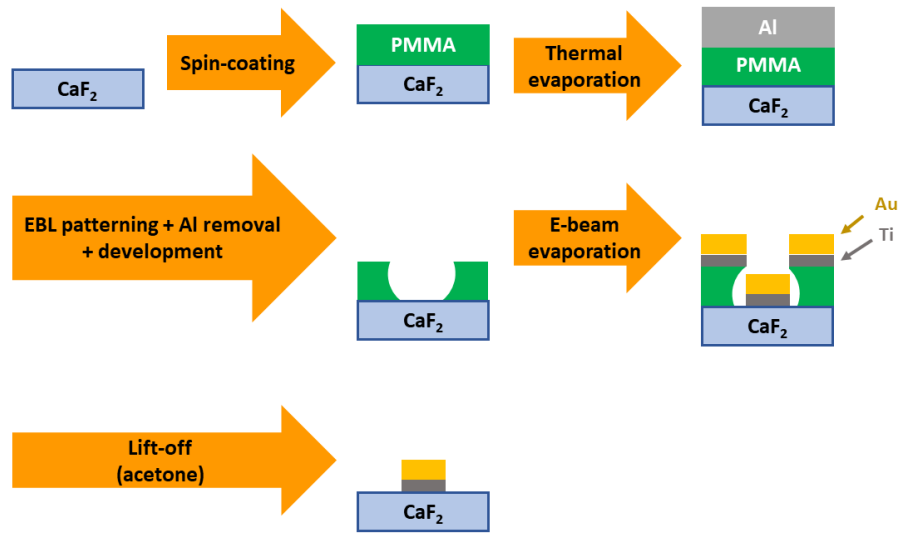 CaF₂
Spin-coating
PMMA
CaF₂
Thermal
evaporation
Al
PMMA
CaF₂
EBL patterning + Al removal
+ development
CaF₂
E-beam
evaporation
Au
Ti
CaF₂
Lift-off
(acetone)
CaF₂